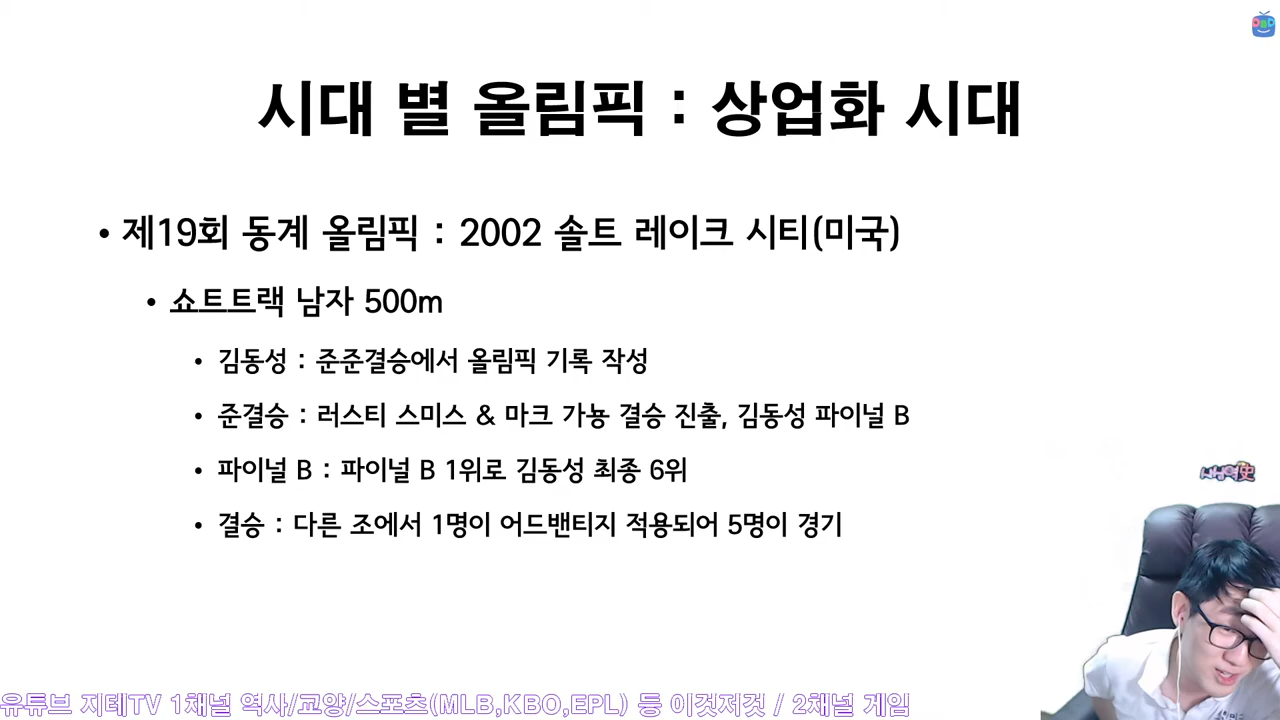 시대 별 올림픽 : 상업화 시대
• 제19회 동계 올림픽 : 2002 솔트 레이크 시티(미국)
• 쇼트트랙 남자 500m
• 김동성 : 준준결승에서 올림픽 기록 작성
• 준결승 : 러스티 스미스 & 마크 가뇽 결승 진출, 김동성 파이널 B
• 파이널 B : 파이널 B 1위로 김동성 최종 6위
• 결승 : 다른 조에서 1명이 어드밴티지 적용되어 5명이 경기
유튜브 지테TV 1채널 역사/교양/스포츠(MLB,KBO,EPL) 등 이것저것 / 2채널 게임